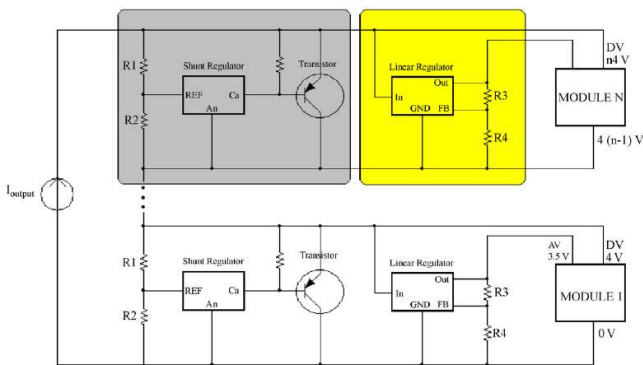 R1
Shunt Regulator
REF
Ca
An
R2
Transistor
Linear Regulator
Out
In
GND
FB
R3
R4
DV
n4 V
MODULE N
4 (n-1) V
Ioutput
R1
Shunt Regulator
REF
Ca
An
R2
Transistor
Linear Regulator
Out
In
GND
FB
R3
R4
AV
3.5 V
DV
4 V
MODULE 1
0 V